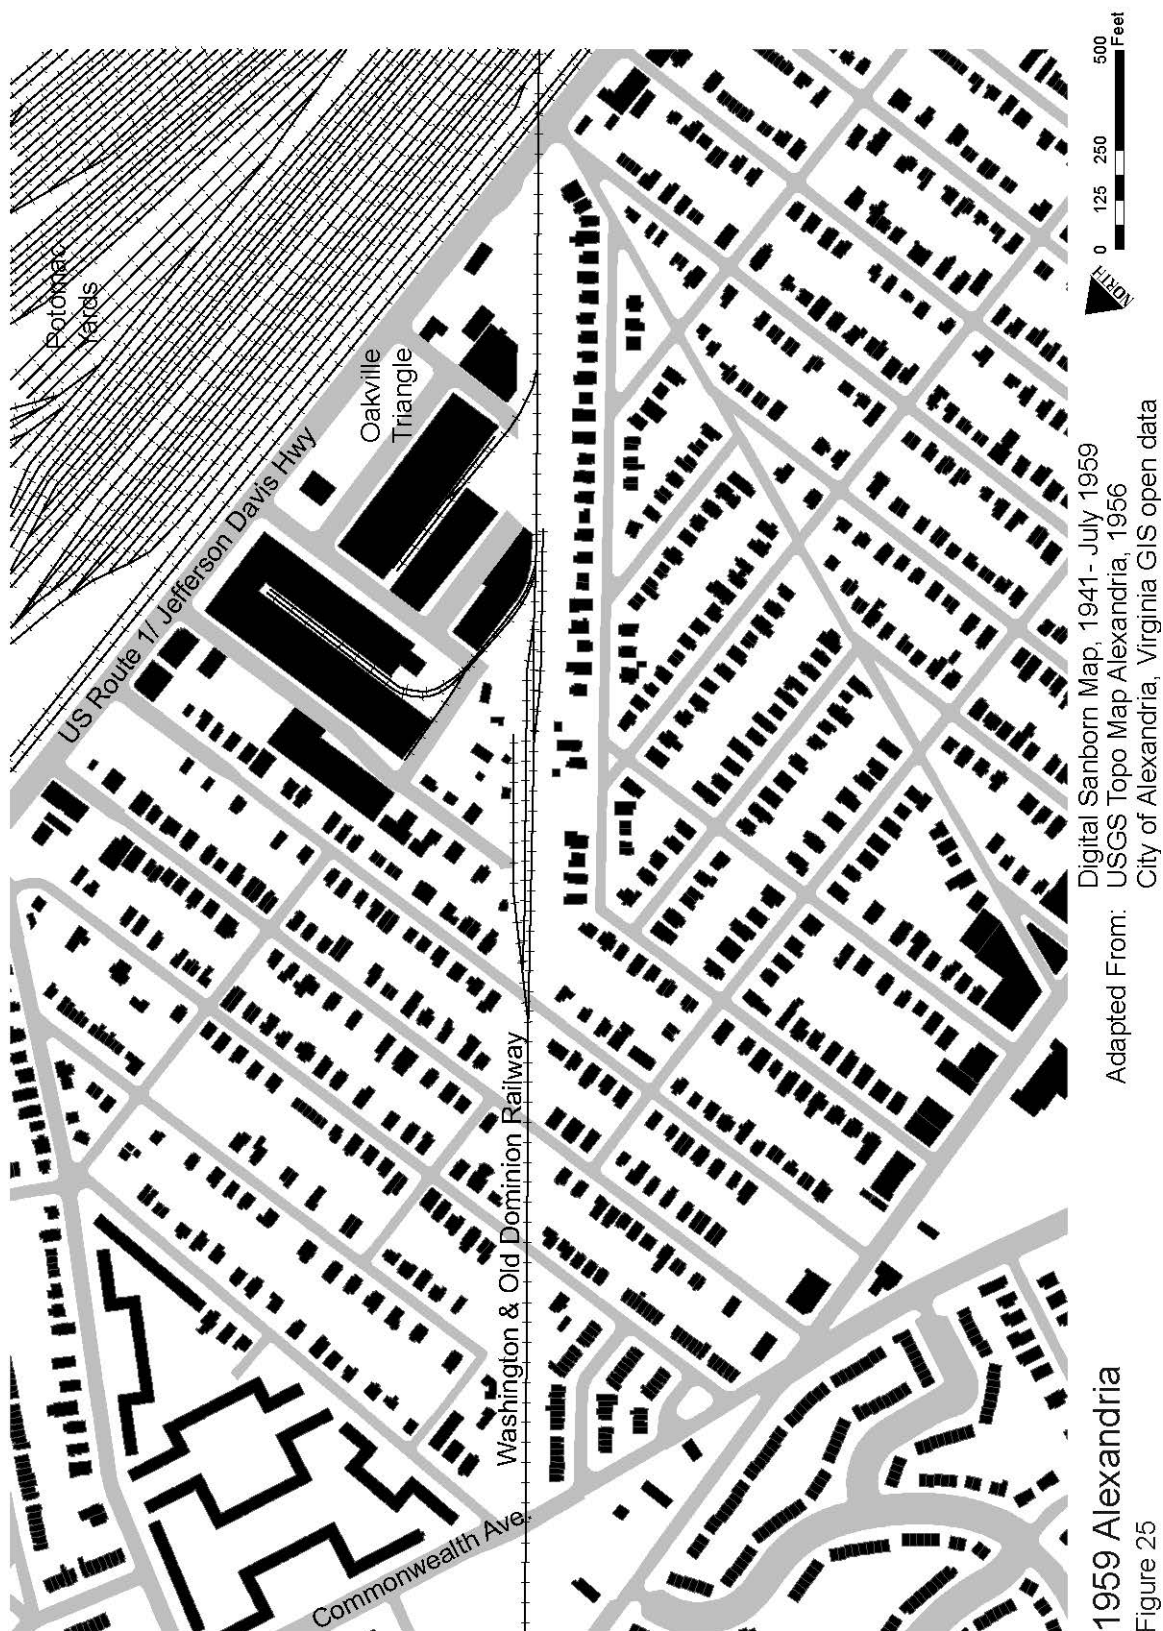 Potomac
Yards
Oakville
Triangle
US Route 1/ Jefferson Davis Hwy
Washington & Old Dominion Railway
Commonwealth Ave.
1959 Alexandria
Figure 25
Adapted From:
Digital Sanborn Map, 1941- July 1959
USGS Topo Map Alexandria, 1956
City of Alexandria, Virginia GIS open data
NORTH
0 125 250 500
Feet